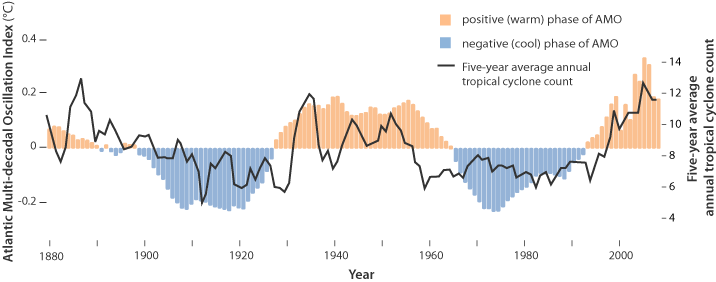 positive (warm) phase of AMO
negative (cool) phase of AMO
Five-year average annual
tropical cyclone count
Atlantic Multi-decadal Oscillation Index (°C)
0.4
0.2
0
-0.2
14
12
10
8
6
4
Five-year average
annual tropical cyclone count
1880
1900
1920
1940
1960
1980
2000
Year